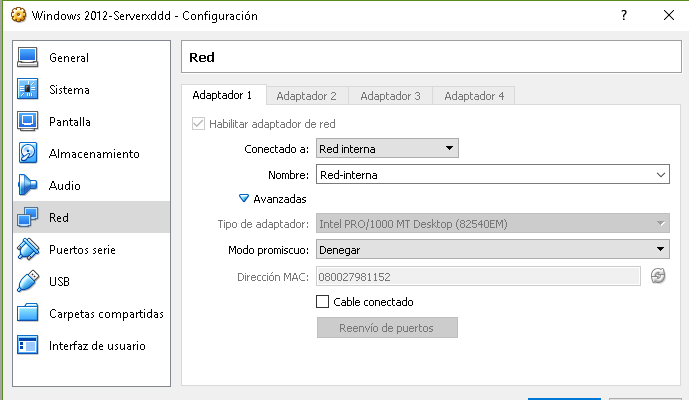 Windows 2012-Serverxddd - Configuración
?
General
Sistema
Pantalla
Almacenamiento
Audio
Red
Puertos serie
USB
Carpetas compartidas
Interfaz de usuario
Red
Adaptador 1 Adaptador 2 Adaptador 3 Adaptador 4
Habilitar adaptador de red
Conectado a: Red interna
Nombre: Red-interna
Avanzadas
Tipo de adaptador: Intel PRO/1000 MT Desktop (82540EM)
Modo promiscuo: Denegar
Dirección MAC: 080027981152
Cable conectado
Reenvío de puertos